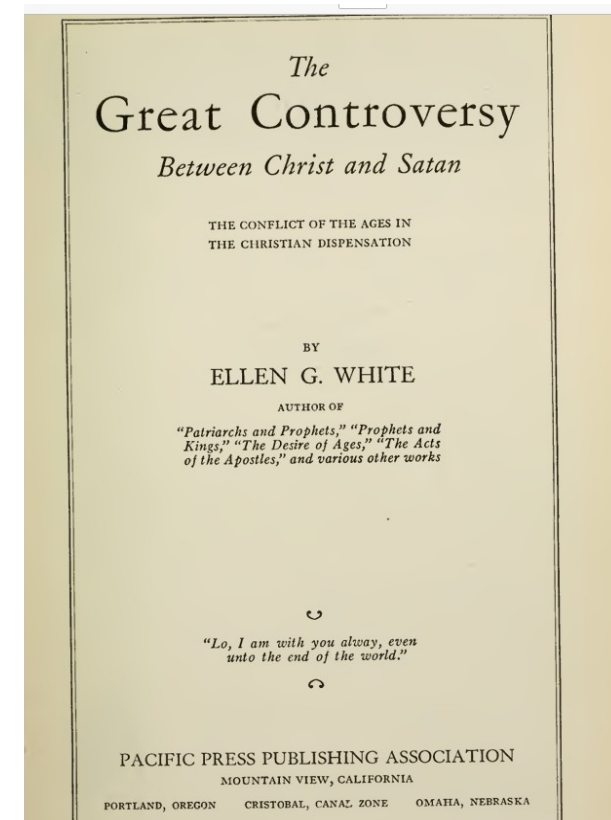 The
Great Controversy
Between Christ and Satan
THE CONFLICT OF THE AGES IN
THE CHRISTIAN DISPENSATION
BY
ELLEN G. WHITE
AUTHOR OF
“Patriarchs and Prophets,” “Prophets and
Kings,” “The Desire of Ages,” “The Acts
of the Apostles,” and various other works
“Lo, I am with you alway, even
unto the end of the world.”
PACIFIC PRESS PUBLISHING ASSOCIATION
MOUNTAIN VIEW, CALIFORNIA
PORTLAND, OREGON CRISTOBAL, CANAL ZONE OMAHA, NEBRASKA